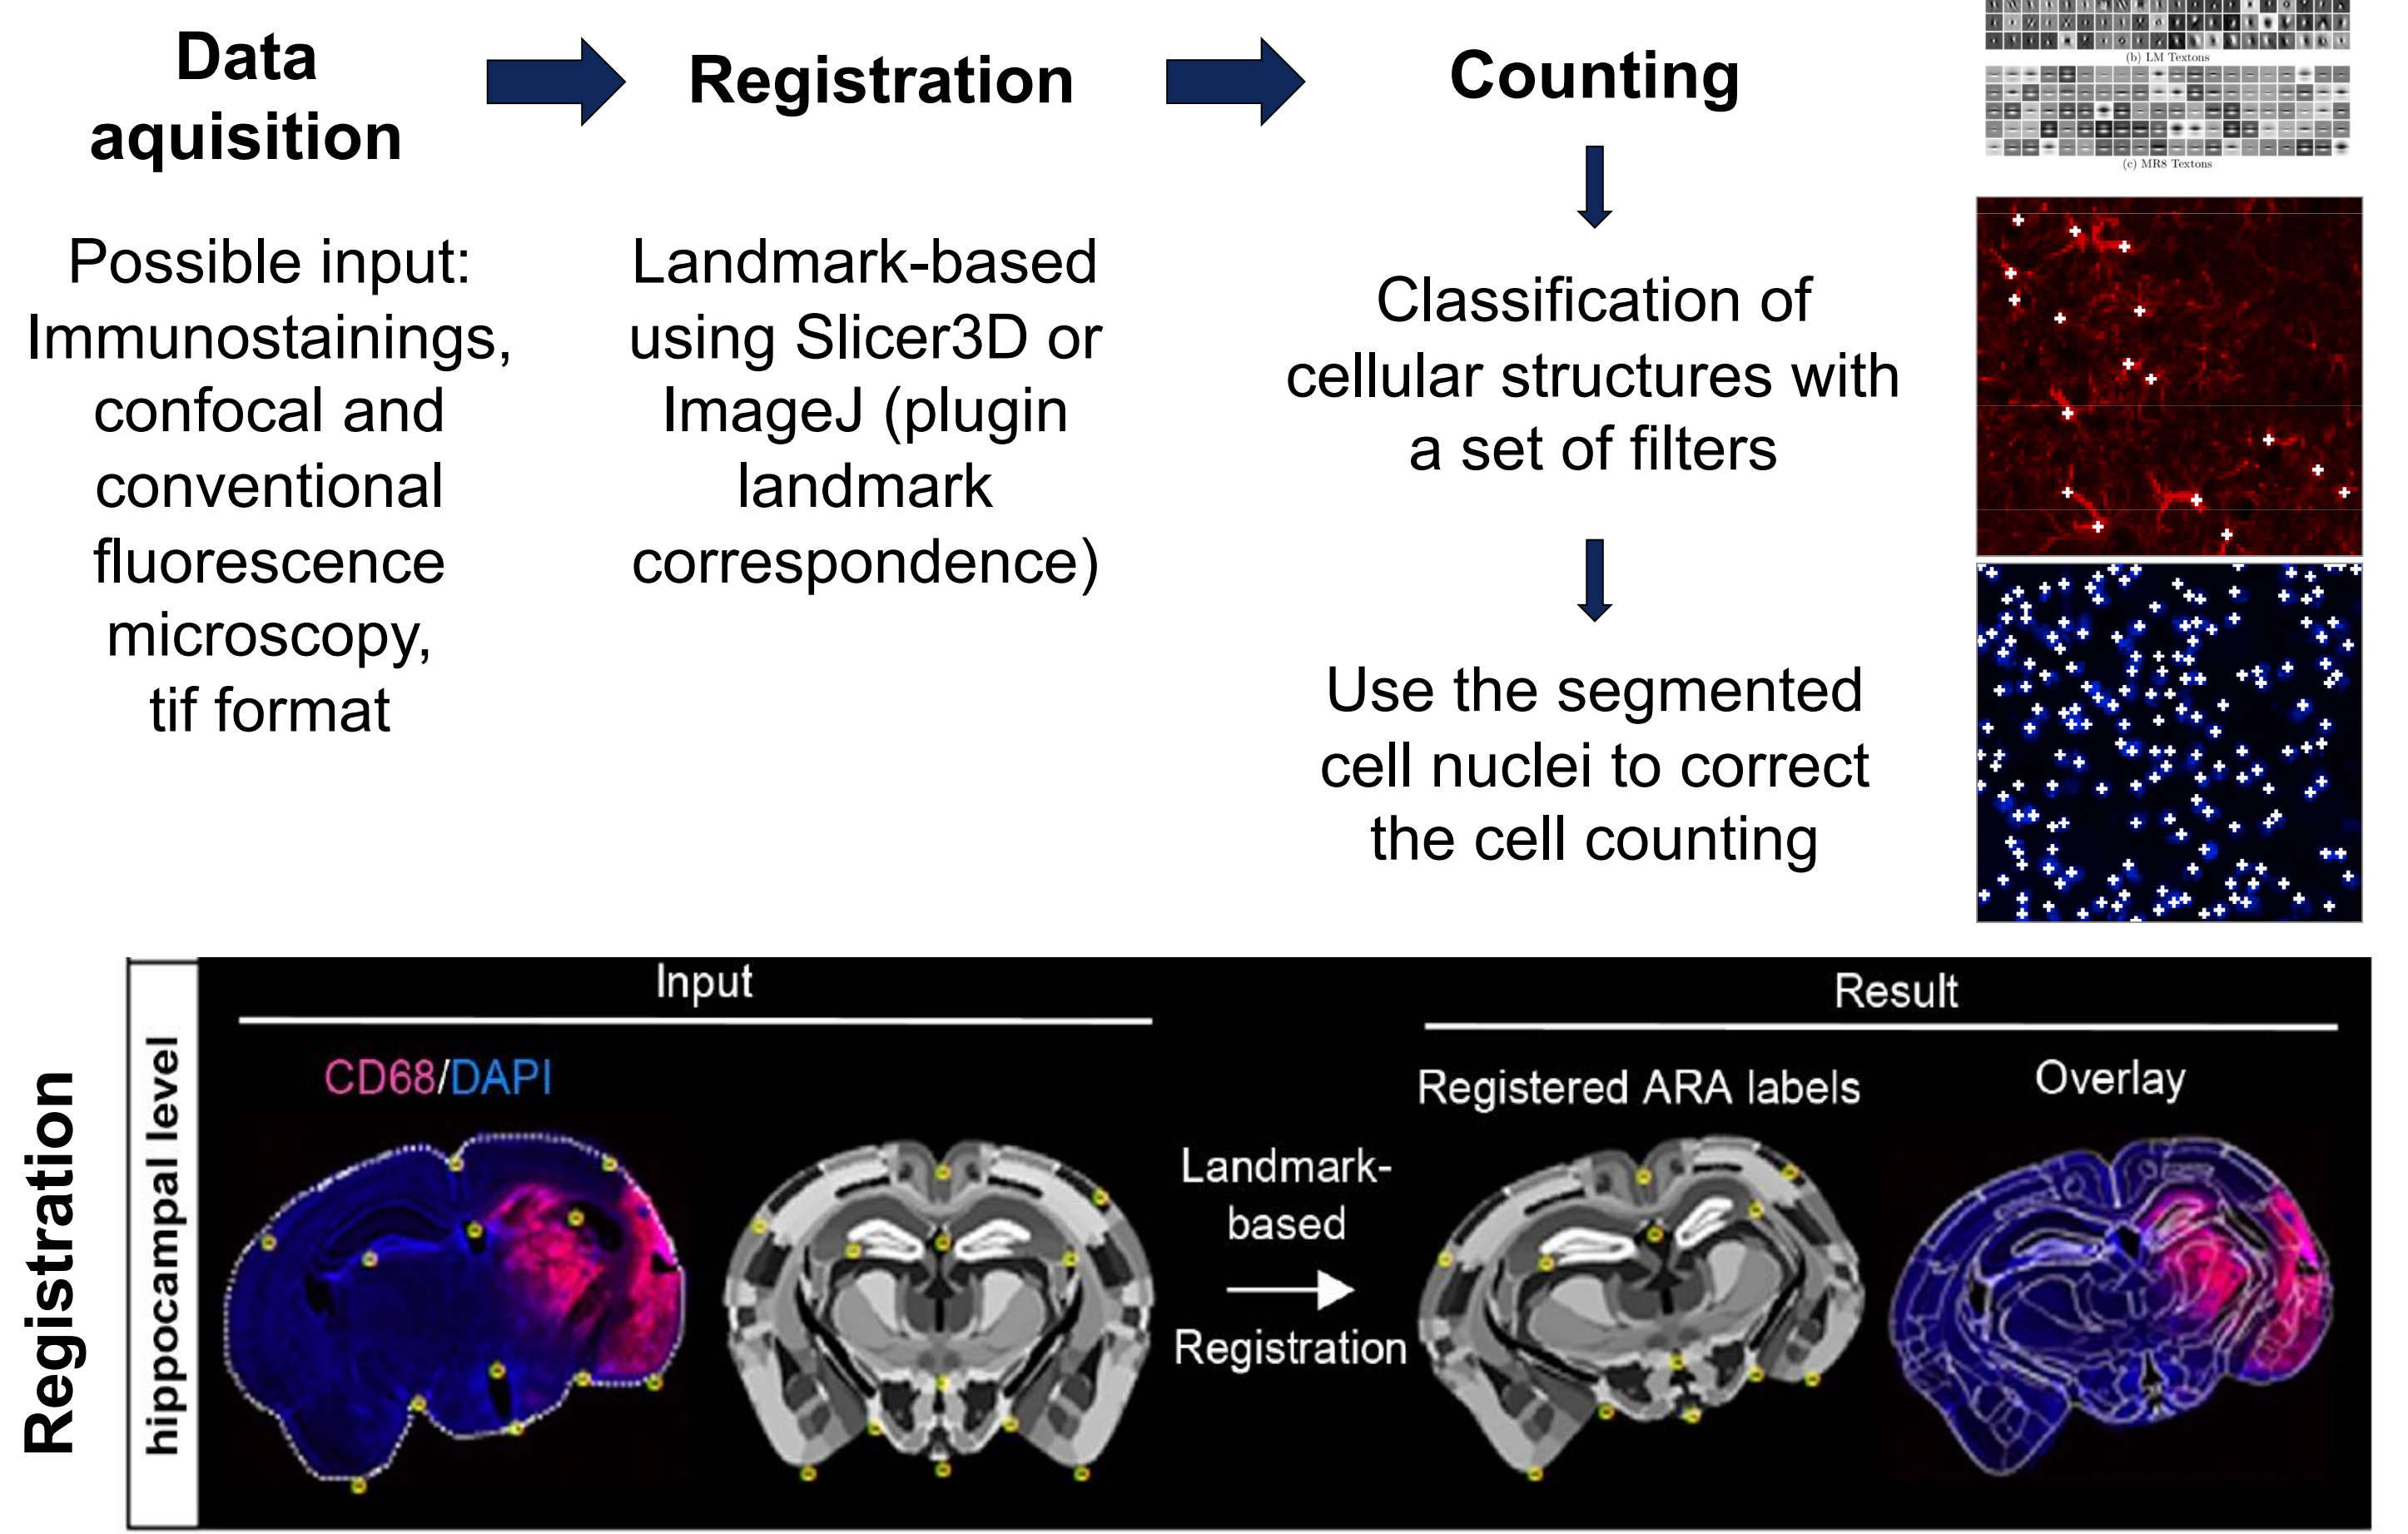 Data
aquisition
Registration
Counting
(b) LM Textons
(c) MR8 Textons
Possible input:
Immunostainings,
confocal and
conventional
fluorescence
microscopy,
tif format
Landmark-based
using Slicer3D or
ImageJ (plugin
landmark
correspondence)
Classification of
cellular structures with
a set of filters
Use the segmented
cell nuclei to correct
the cell counting
Registration
hippocampal level
Input
CD68/DAPI
Landmark-
based
Registration
Result
Registered ARA labels
Overlay